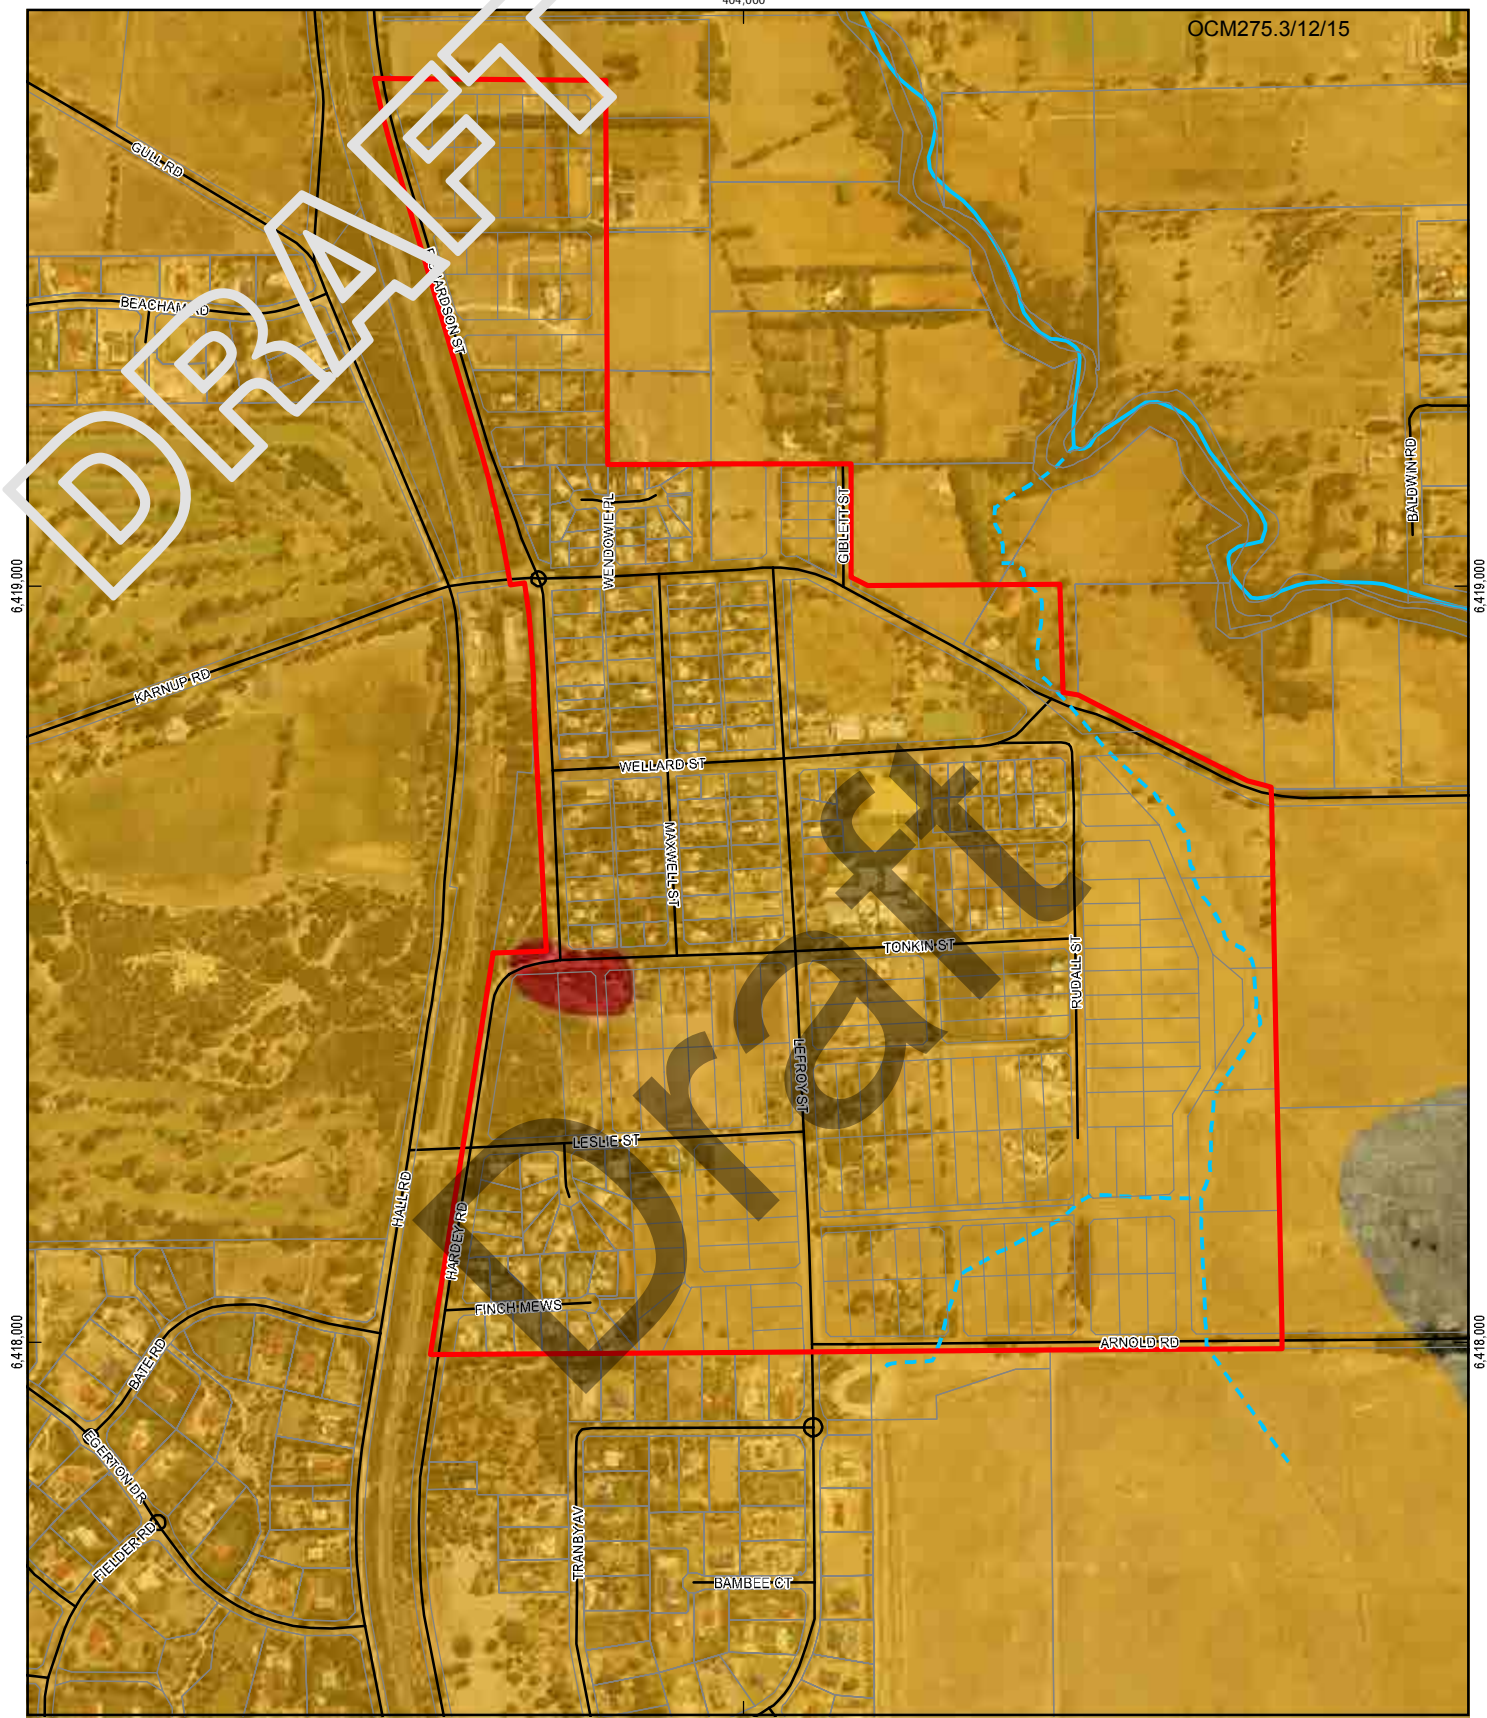 404,000
OCM275.3/12/15
DRAFT
GULL RD
BEACHAM RD
WENDOWIE PL
GIBLETT ST
BALDWIN RD
6,419,000
6,419,000
KARNUP RD
WELLARD ST
MAXWELL ST
TONKIN ST
RUDALL ST
Draft
LEFROY ST
LESLIE ST
HALL RD
HARDEY RD
FINCH MEWS
ARNOLD RD
6,418,000
6,418,000
BATE RD
EGERTON DR
FIELDER RD
TRANBY AV
BAMBEE CT